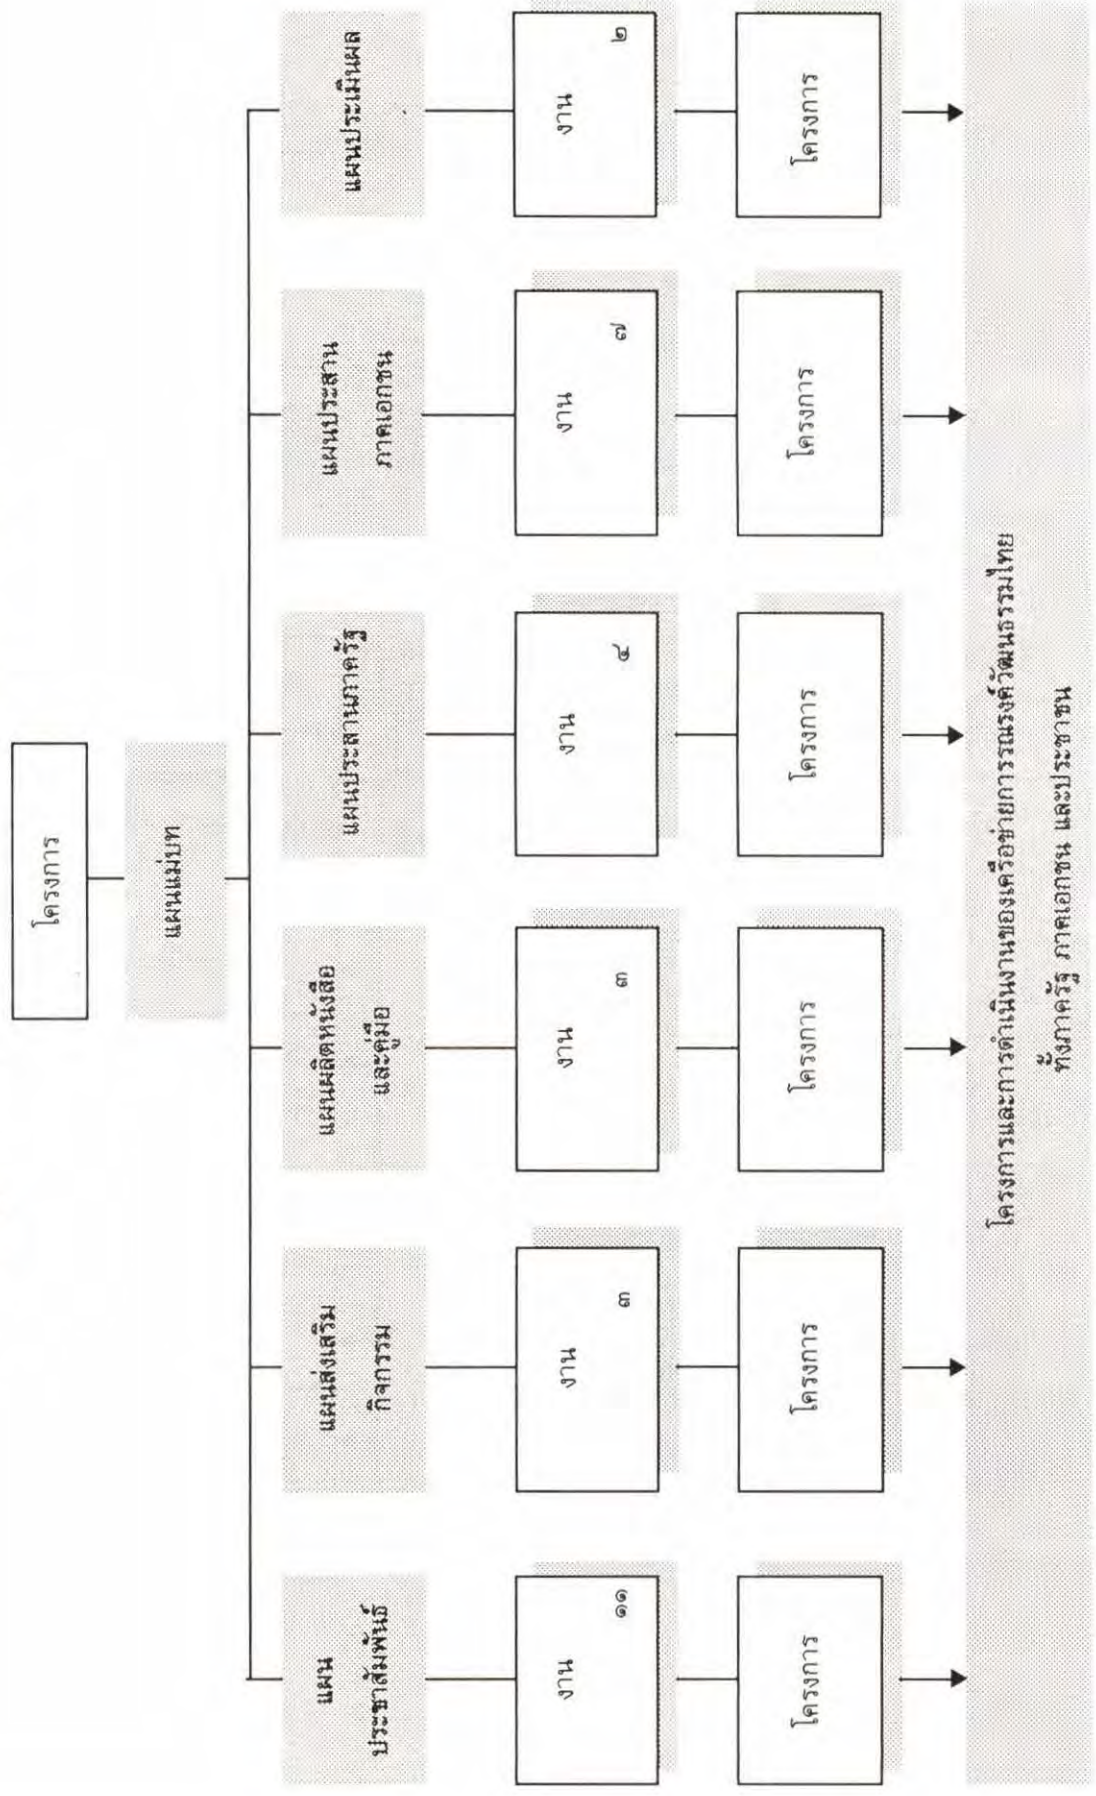 โครงการ
แผนแม่บท
แผน
ประชาสัมพันธ์
แผนส่งเสริม
กิจกรรม
แผนผลิตหนังสือ
และคู่มือ
แผนประสานภาครัฐ
แผนประสาน
ภาคเอกชน
แผนประเมินผล
งาน
๑๑
งาน
๓
งาน
๓
งาน
๔
งาน
๗
งาน
๒
โครงการ
โครงการ
โครงการ
โครงการ
โครงการ
โครงการ
โครงการและการดำเนินงานของเครือข่ายการรณรงค์วัฒนธรรมไทย
ทั้งภาครัฐ ภาคเอกชน และประชาชน